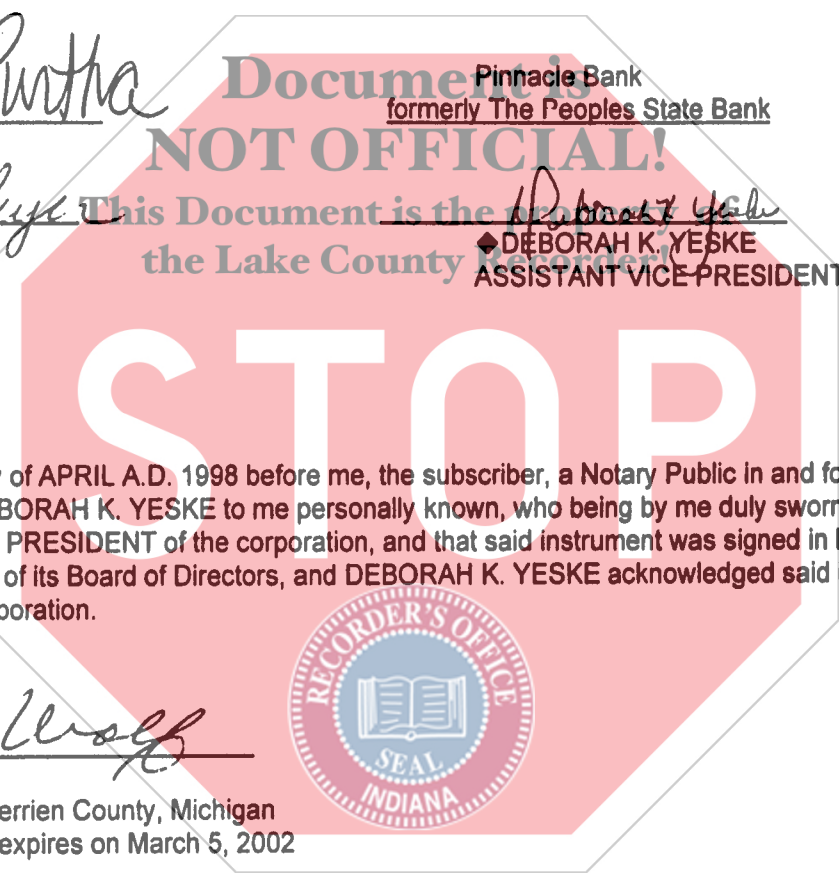 Document is
NOT OFFICIAL!
This Document is the property of
the Lake County Recorder!
Pinnacle Bank
formerly The Peoples State Bank
Deborah K Yeske
◆DEBORAH K. YESKE
ASSISTANT VICE PRESIDENT
STOP
of APRIL A.D. 1998 before me, the subscriber, a Notary Public in and fo
BORAH K. YESKE to me personally known, who being by me duly sworn
PRESIDENT of the corporation, and that said instrument was signed in
of its Board of Directors, and DEBORAH K. YESKE acknowledged said
poration.
RECORDER'S OFFICE
SEAL
INDIANA
Wolff
errien County, Michigan
expires on March 5, 2002